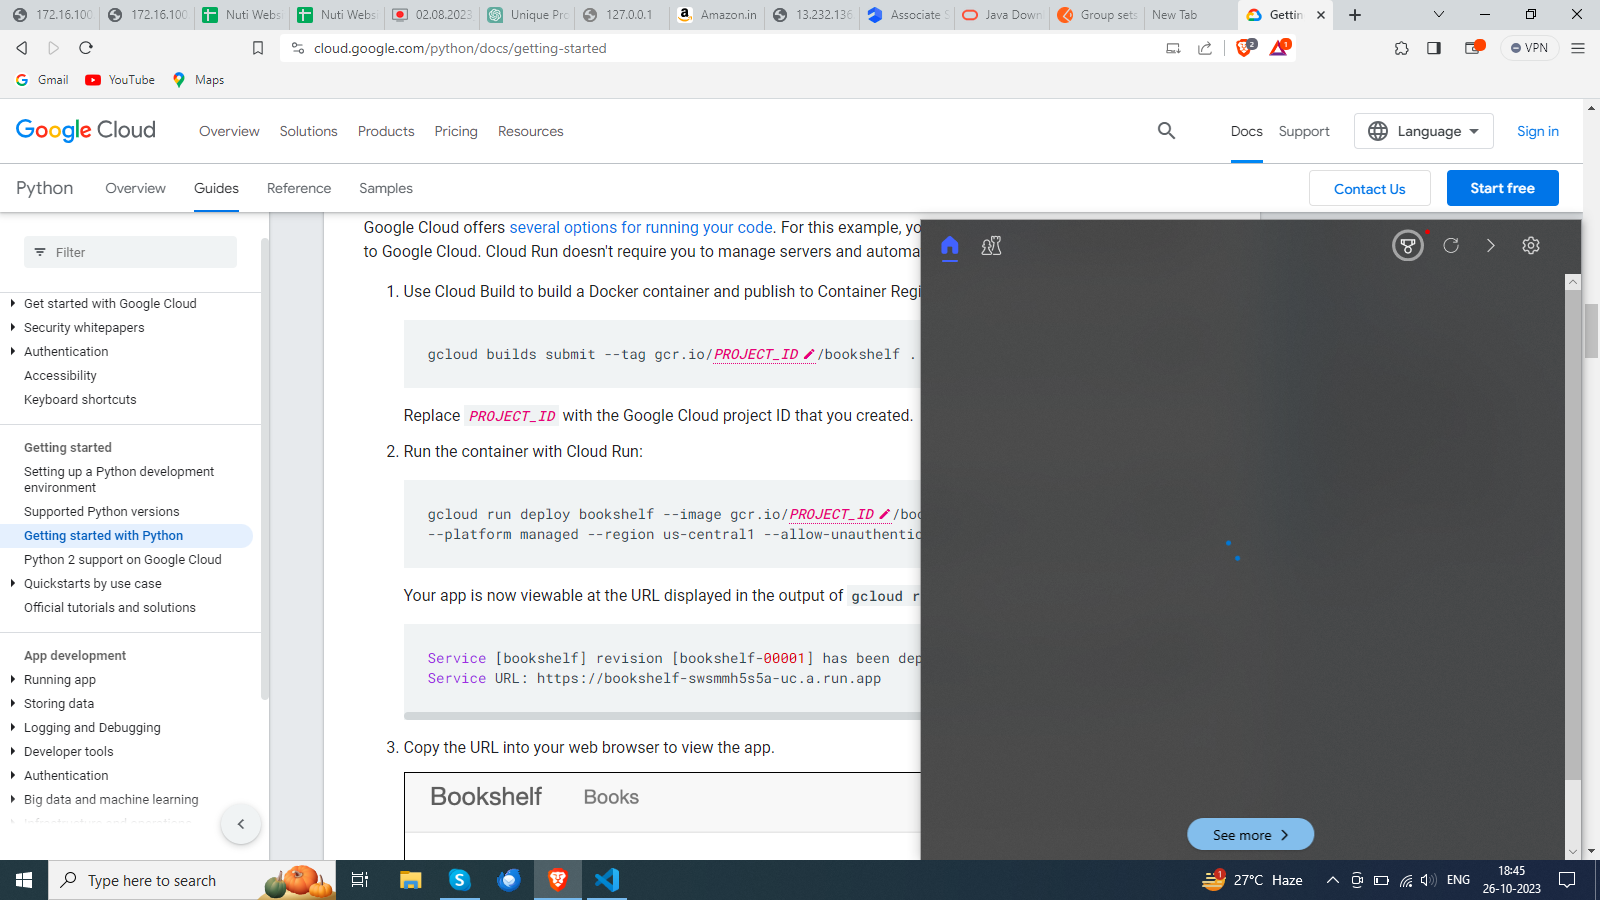 172.16.100
172.16.100
Nuti Websi
Nuti Websi
02.08.2023
Unique Pro
127.0.0.1
Amazon.in
13.232.136
Associate S
Java Downl
Group sets
New Tab
Gettin
cloud.google.com/python/docs/getting-started
2
1
VPN
Gmail
YouTube
Maps
Google Cloud
Overview
Solutions
Products
Pricing
Resources
Docs
Support
Language
Sign in
Python
Overview
Guides
Reference
Samples
Contact Us
Start free
Filter
Get started with Google Cloud
Security whitepapers
Authentication
Accessibility
Keyboard shortcuts
Getting started
Setting up a Python development
environment
Supported Python versions
Getting started with Python
Python 2 support on Google Cloud
Quickstarts by use case
Official tutorials and solutions
App development
Running app
Storing data
Logging and Debugging
Developer tools
Authentication
Big data and machine learning
Google Cloud offers several options for running your code. For this example, yo
to Google Cloud. Cloud Run doesn't require you to manage servers and automa
1. Use Cloud Build to build a Docker container and publish to Container Regi
gcloud builds submit --tag gcr.io/PROJECT_ID/bookshelf .
Replace PROJECT_ID with the Google Cloud project ID that you created.
2. Run the container with Cloud Run:
gcloud run deploy bookshelf --image gcr.io/PROJECT_ID/boo
--platform managed --region us-central1 --allow-unauthentic
Your app is now viewable at the URL displayed in the output of gcloud r
Service [bookshelf] revision [bookshelf-00001] has been dep
Service URL: https://bookshelf-swsmmh5s5a-uc.a.run.app
3. Copy the URL into your web browser to view the app.
Bookshelf
Books
See more
Type here to search
1
27°C Haze
ENG
18:45
26-10-2023